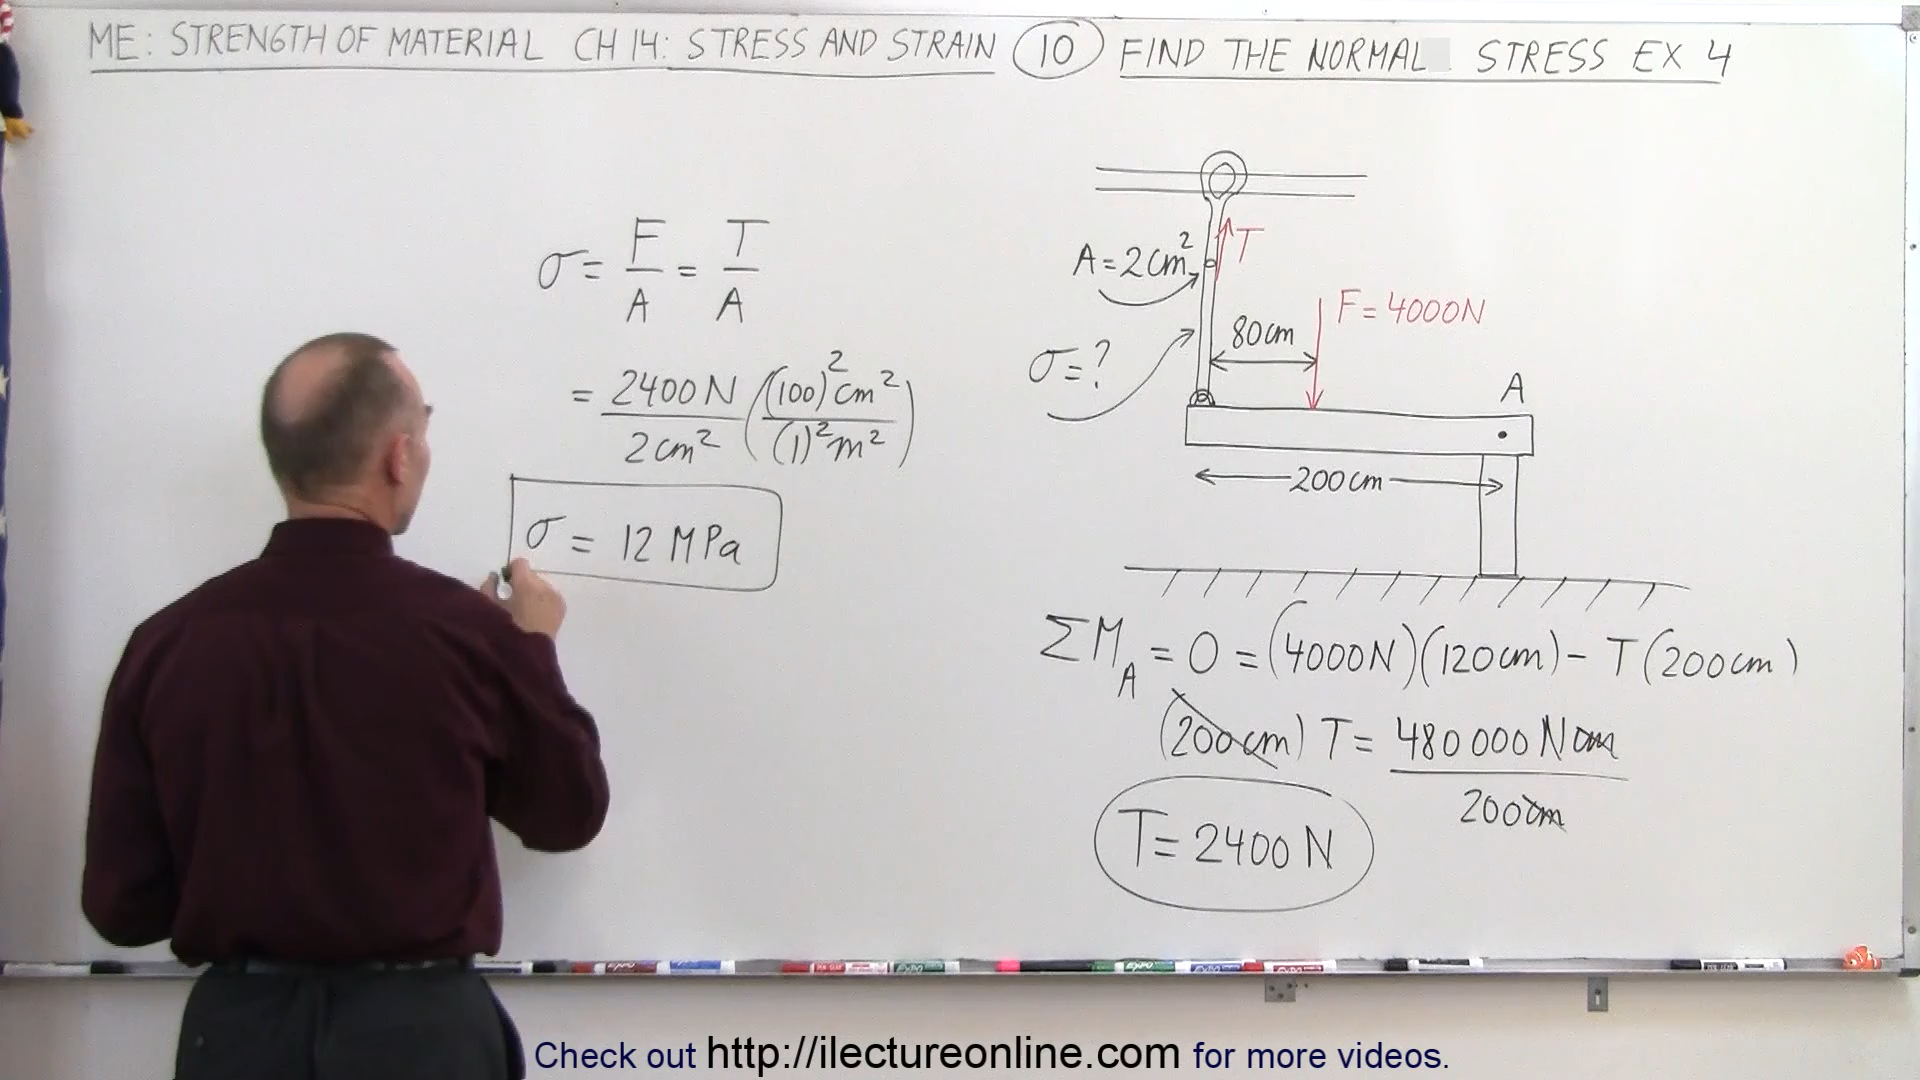 ME: STRENGTH OF MATERIAL CH 14: STRESS AND STRAIN 10 FIND THE NORMAL STRESS EX 4
σ = F/A = T/A
= 2400 N / 2 cm² ((100)² cm² / (1)² m²)
σ = 12 MPa
T
A = 2 cm²
F = 4000N
80 cm
σ = ?
A
200 cm
ΣM_A = 0 = (4000N)(120 cm) - T(200 cm)
(200 cm) T = 480 000 N cm / 200 cm
T = 2400 N
Check out http://ilectureonline.com for more videos.